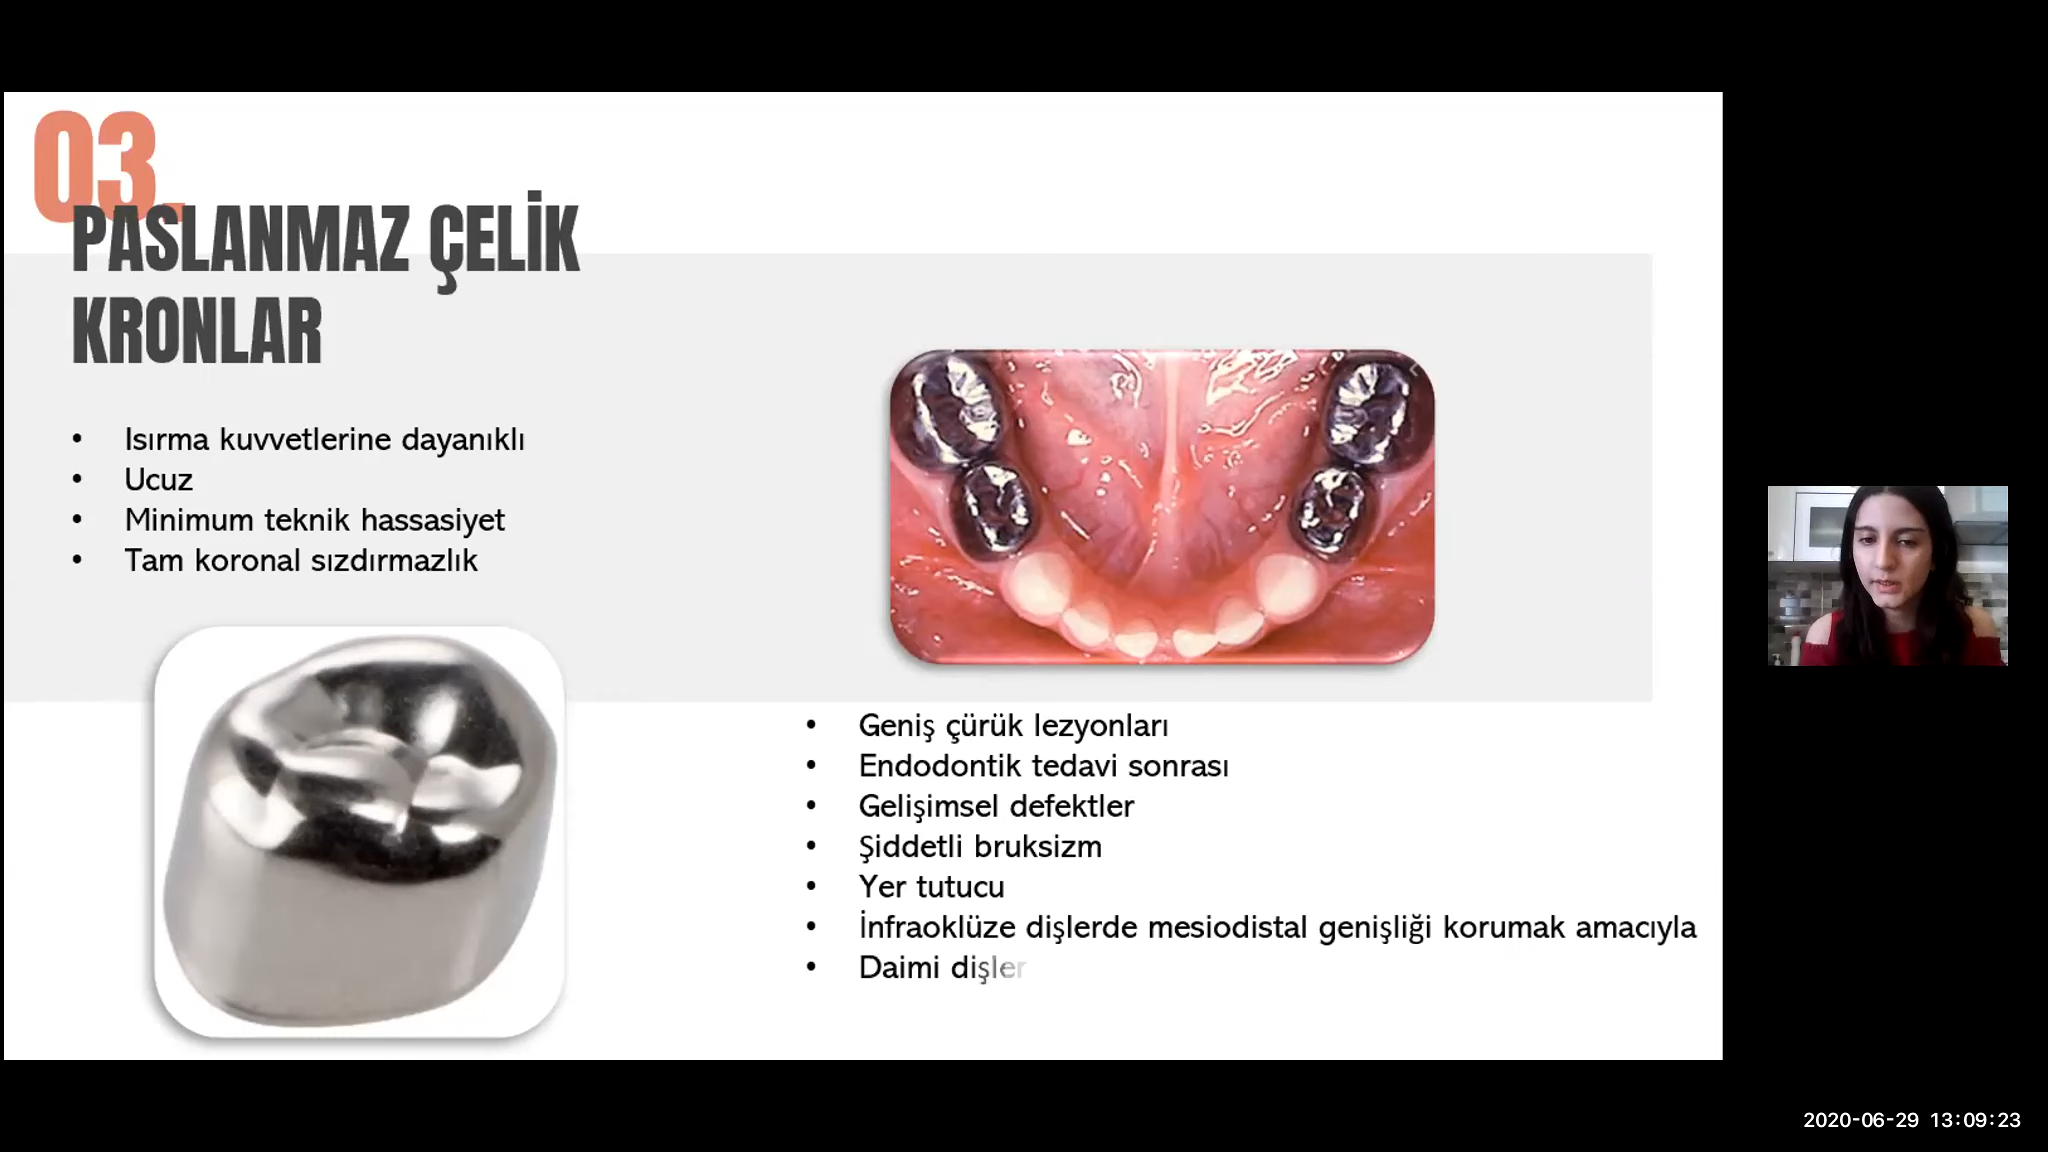 03.
PASLANMAZ ÇELİK
KRONLAR
• Isırma kuvvetlerine dayanıklı
• Ucuz
• Minimum teknik hassasiyet
• Tam koronal sızdırmazlık
• Geniş çürük lezyonları
• Endodontik tedavi sonrası
• Gelişimsel defektler
• Şiddetli bruksizm
• Yer tutucu
• İnfraoklüze dişlerde mesiodistal genişliği korumak amacıyla
• Daimi dişler
2020-06-29 13:09:23